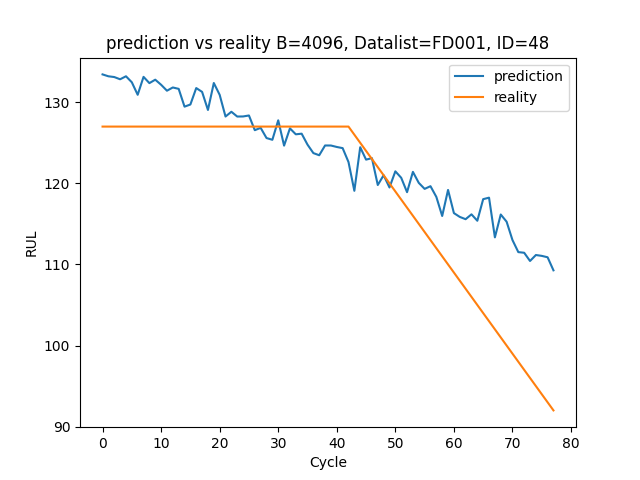 prediction vs reality B=4096, Datalist=FD001, ID=48
prediction
reality
130
120
110
100
90
RUL
0 10 20 30 40 50 60 70 80
Cycle